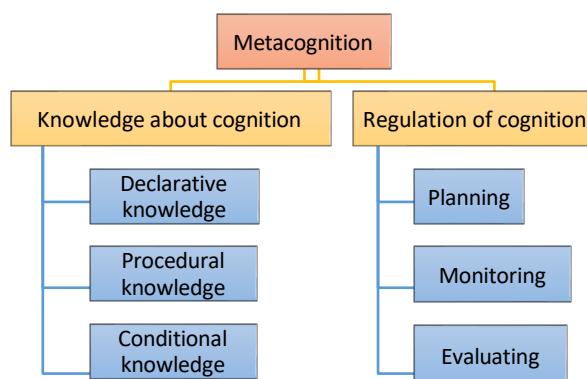 Metacognition
Knowledge about cognition
Regulation of cognition
Declarative
knowledge
Procedural
knowledge
Conditional
knowledge
Planning
Monitoring
Evaluating